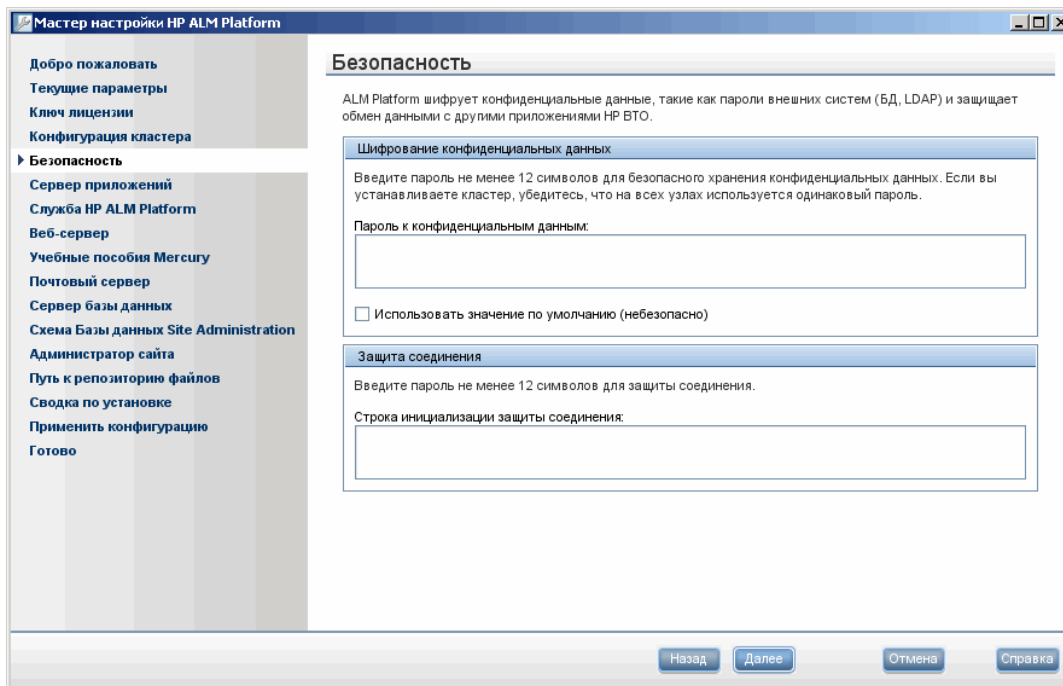 Мастер настройки HP ALM Platform
Добро пожаловать
Текущие параметры
Ключ лицензии
Конфигурация кластера
Безопасность
Сервер приложений
Служба HP ALM Platform
Веб-сервер
Учебные пособия Mercury
Почтовый сервер
Сервер базы данных
Схема Базы данных Site Administration
Администратор сайта
Путь к репозиторию файлов
Сводка по установке
Применить конфигурацию
Готово
Безопасность
ALM Platform шифрует конфиденциальные данные, такие как пароли внешних систем (БД, LDAP) и защищает
обмен данными с другими приложениями HP BTO.
Шифрование конфиденциальных данных
Введите пароль не менее 12 символов для безопасного хранения конфиденциальных данных. Если вы
устанавливаете кластер, убедитесь, что на всех узлах используется одинаковый пароль.
Пароль к конфиденциальным данным:
Использовать значение по умолчанию (небезопасно)
Защита соединения
Введите пароль не менее 12 символов для защиты соединения.
Строка инициализации защиты соединения:
Назад
Далее
Отмена
Справка